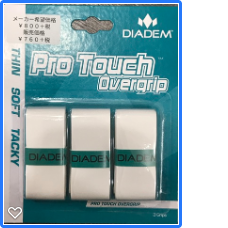 メーカー希望価格
￥800+税
販売価格
￥760+税
DIADEM
THIN SOFT TACKY
Pro Touch
Overgrip
DIADEM
DIADEM
DIADEM
PRO TOUCH OVERGRIP